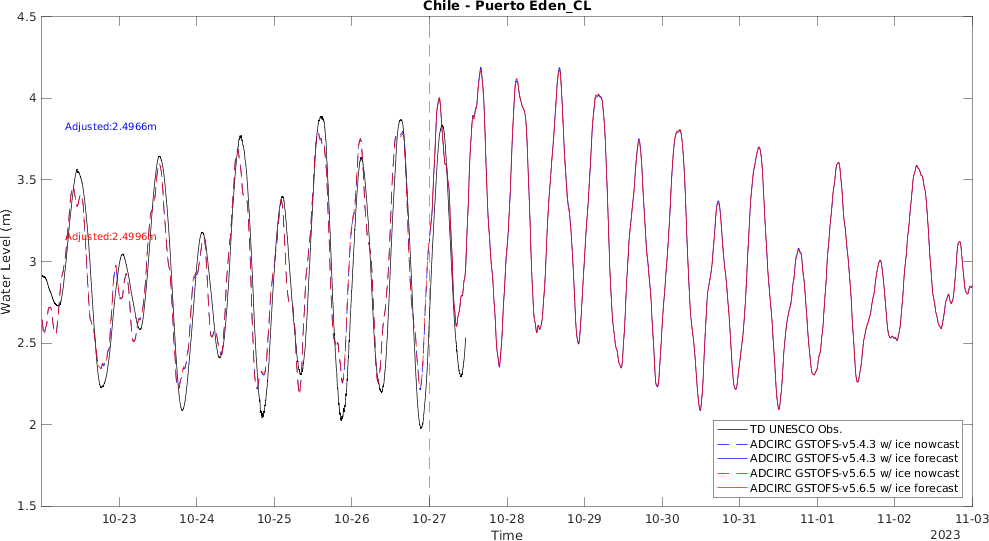 Chile - Puerto Eden_CL
4.5
4
3.5
3
2.5
2
1.5
Water Level (m)
Adjusted:2.4966m
Adjusted:2.4996m
TD UNESCO Obs.
ADCIRC GSTOFS-v5.4.3 w/ ice nowcast
ADCIRC GSTOFS-v5.4.3 w/ ice forecast
ADCIRC GSTOFS-v5.6.5 w/ ice nowcast
ADCIRC GSTOFS-v5.6.5 w/ ice forecast
10-23 10-24 10-25 10-26 10-27 10-28 10-29 10-30 10-31 11-01 11-02 11-03
Time
2023